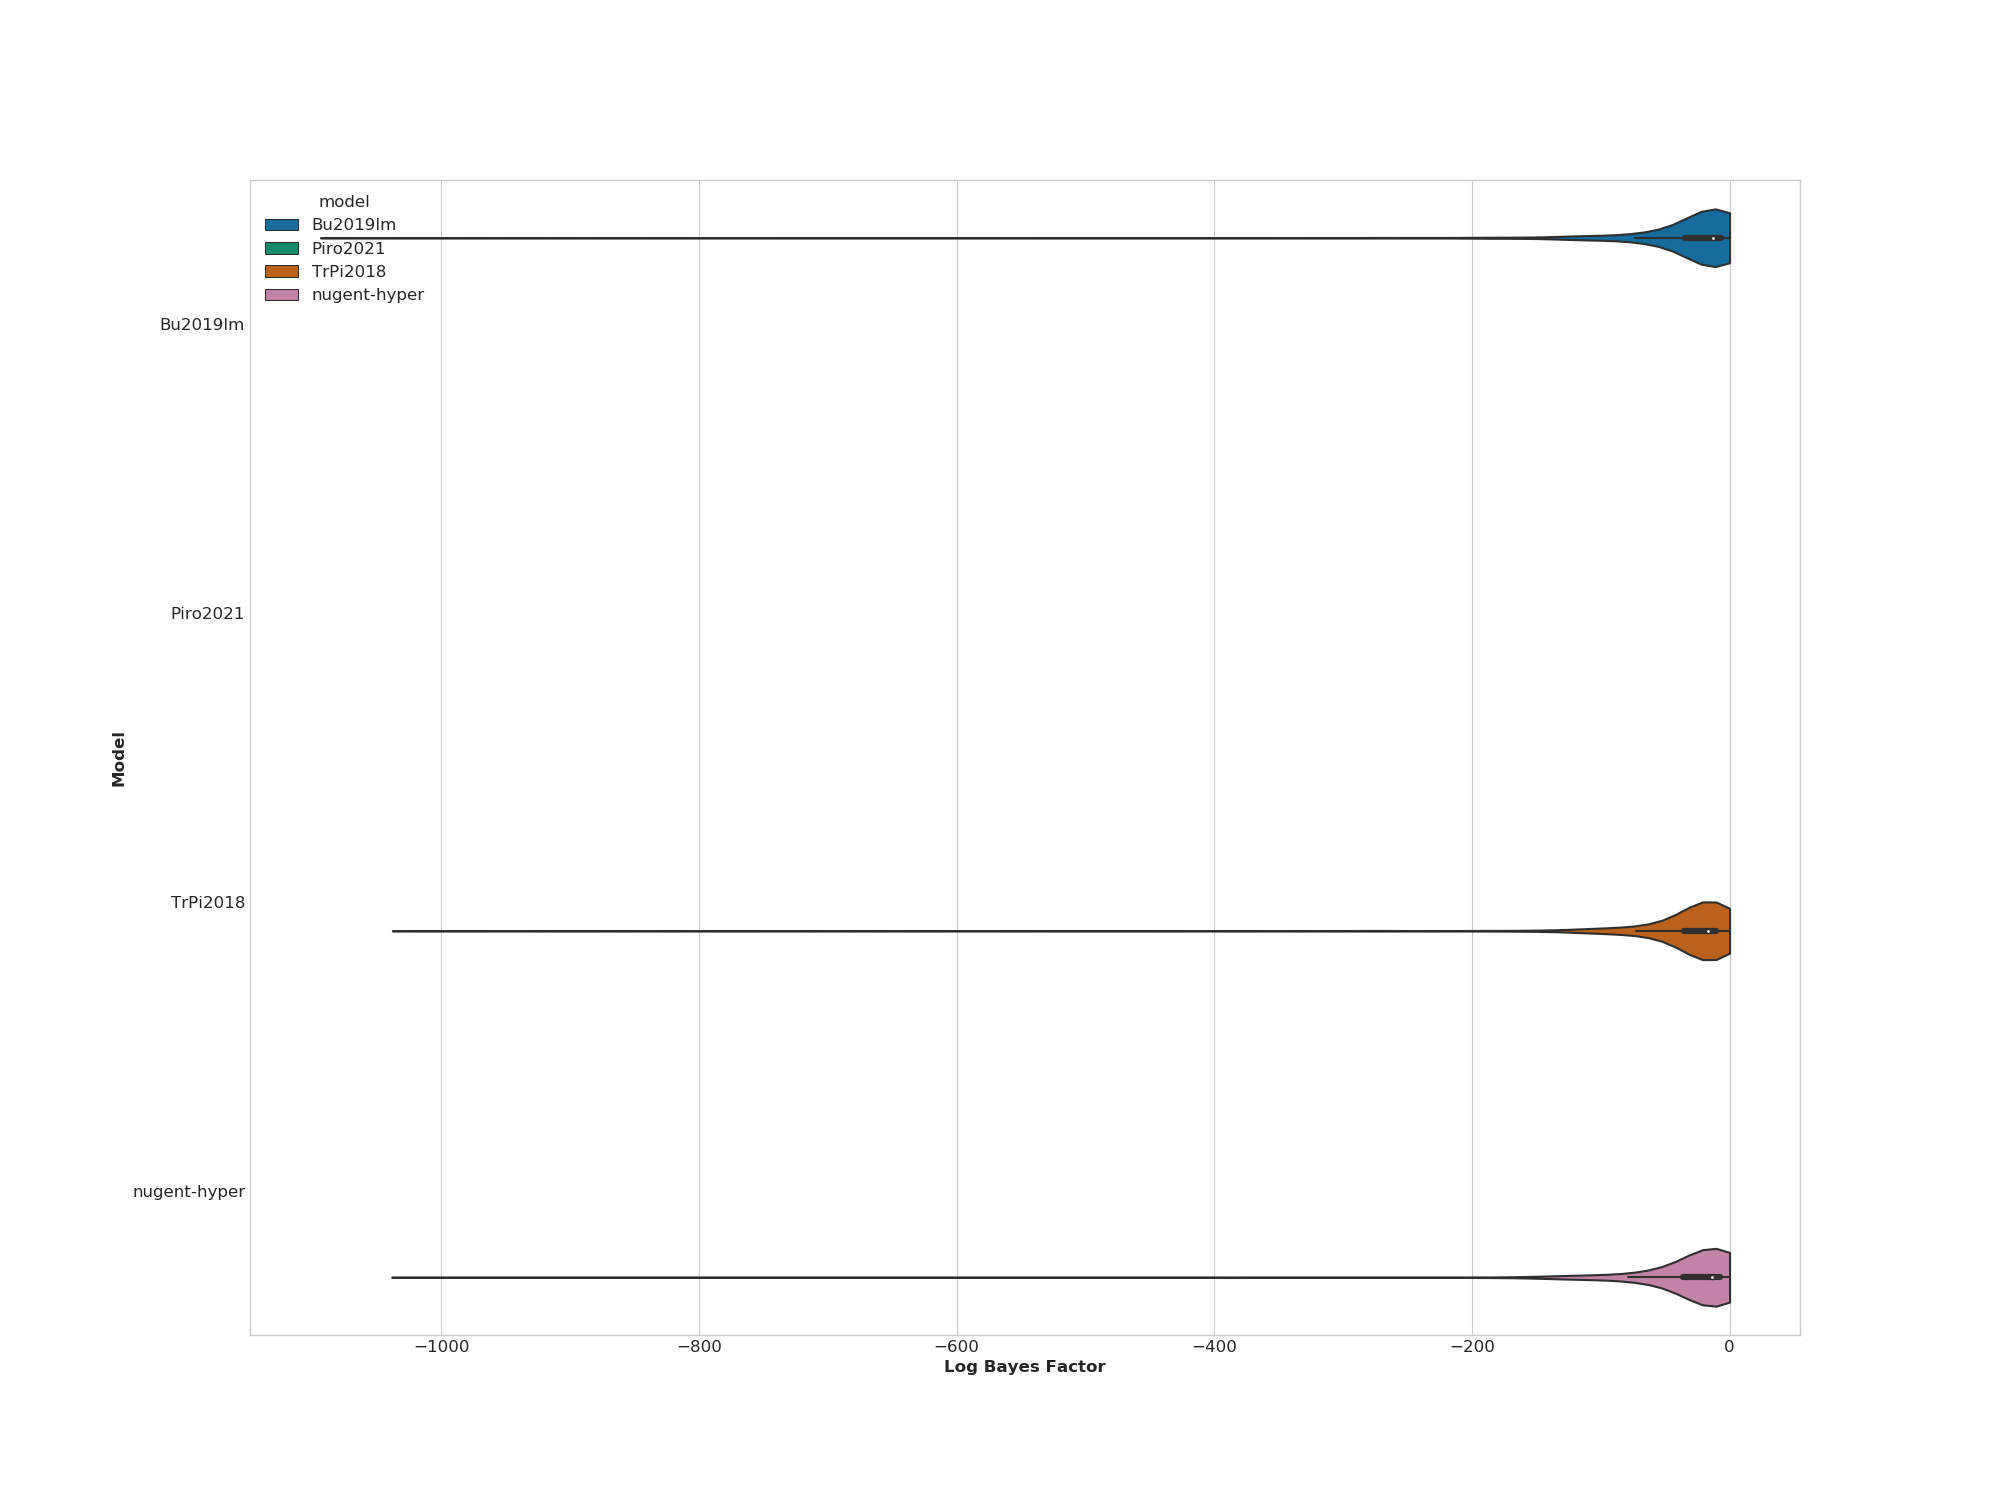 model
Bu2019lm
Piro2021
TrPi2018
nugent-hyper
Bu2019lm
Piro2021
Model
TrPi2018
nugent-hyper
−1000 −800 −600 −400 −200 0
Log Bayes Factor